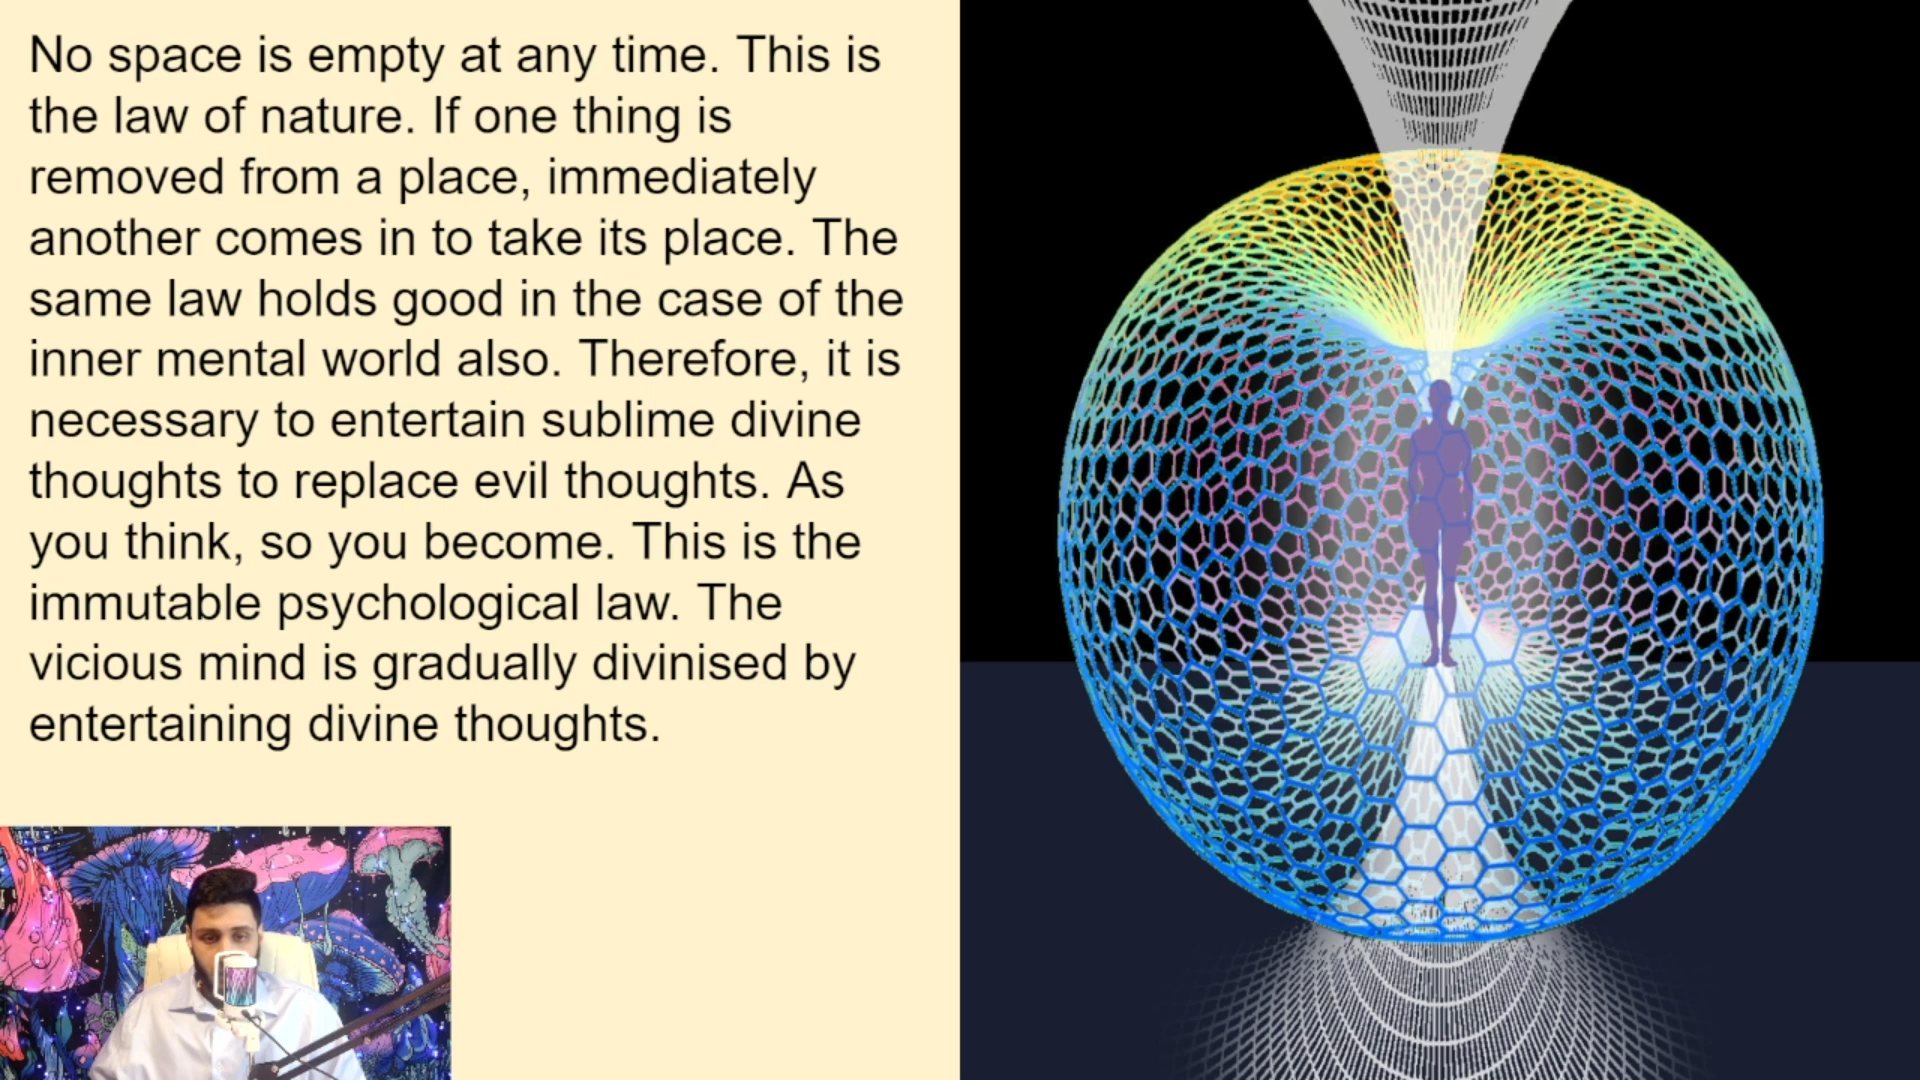 No space is empty at any time. This is
the law of nature. If one thing is
removed from a place, immediately
another comes in to take its place. The
same law holds good in the case of the
inner mental world also. Therefore, it is
necessary to entertain sublime divine
thoughts to replace evil thoughts. As
you think, so you become. This is the
immutable psychological law. The
vicious mind is gradually divinised by
entertaining divine thoughts.